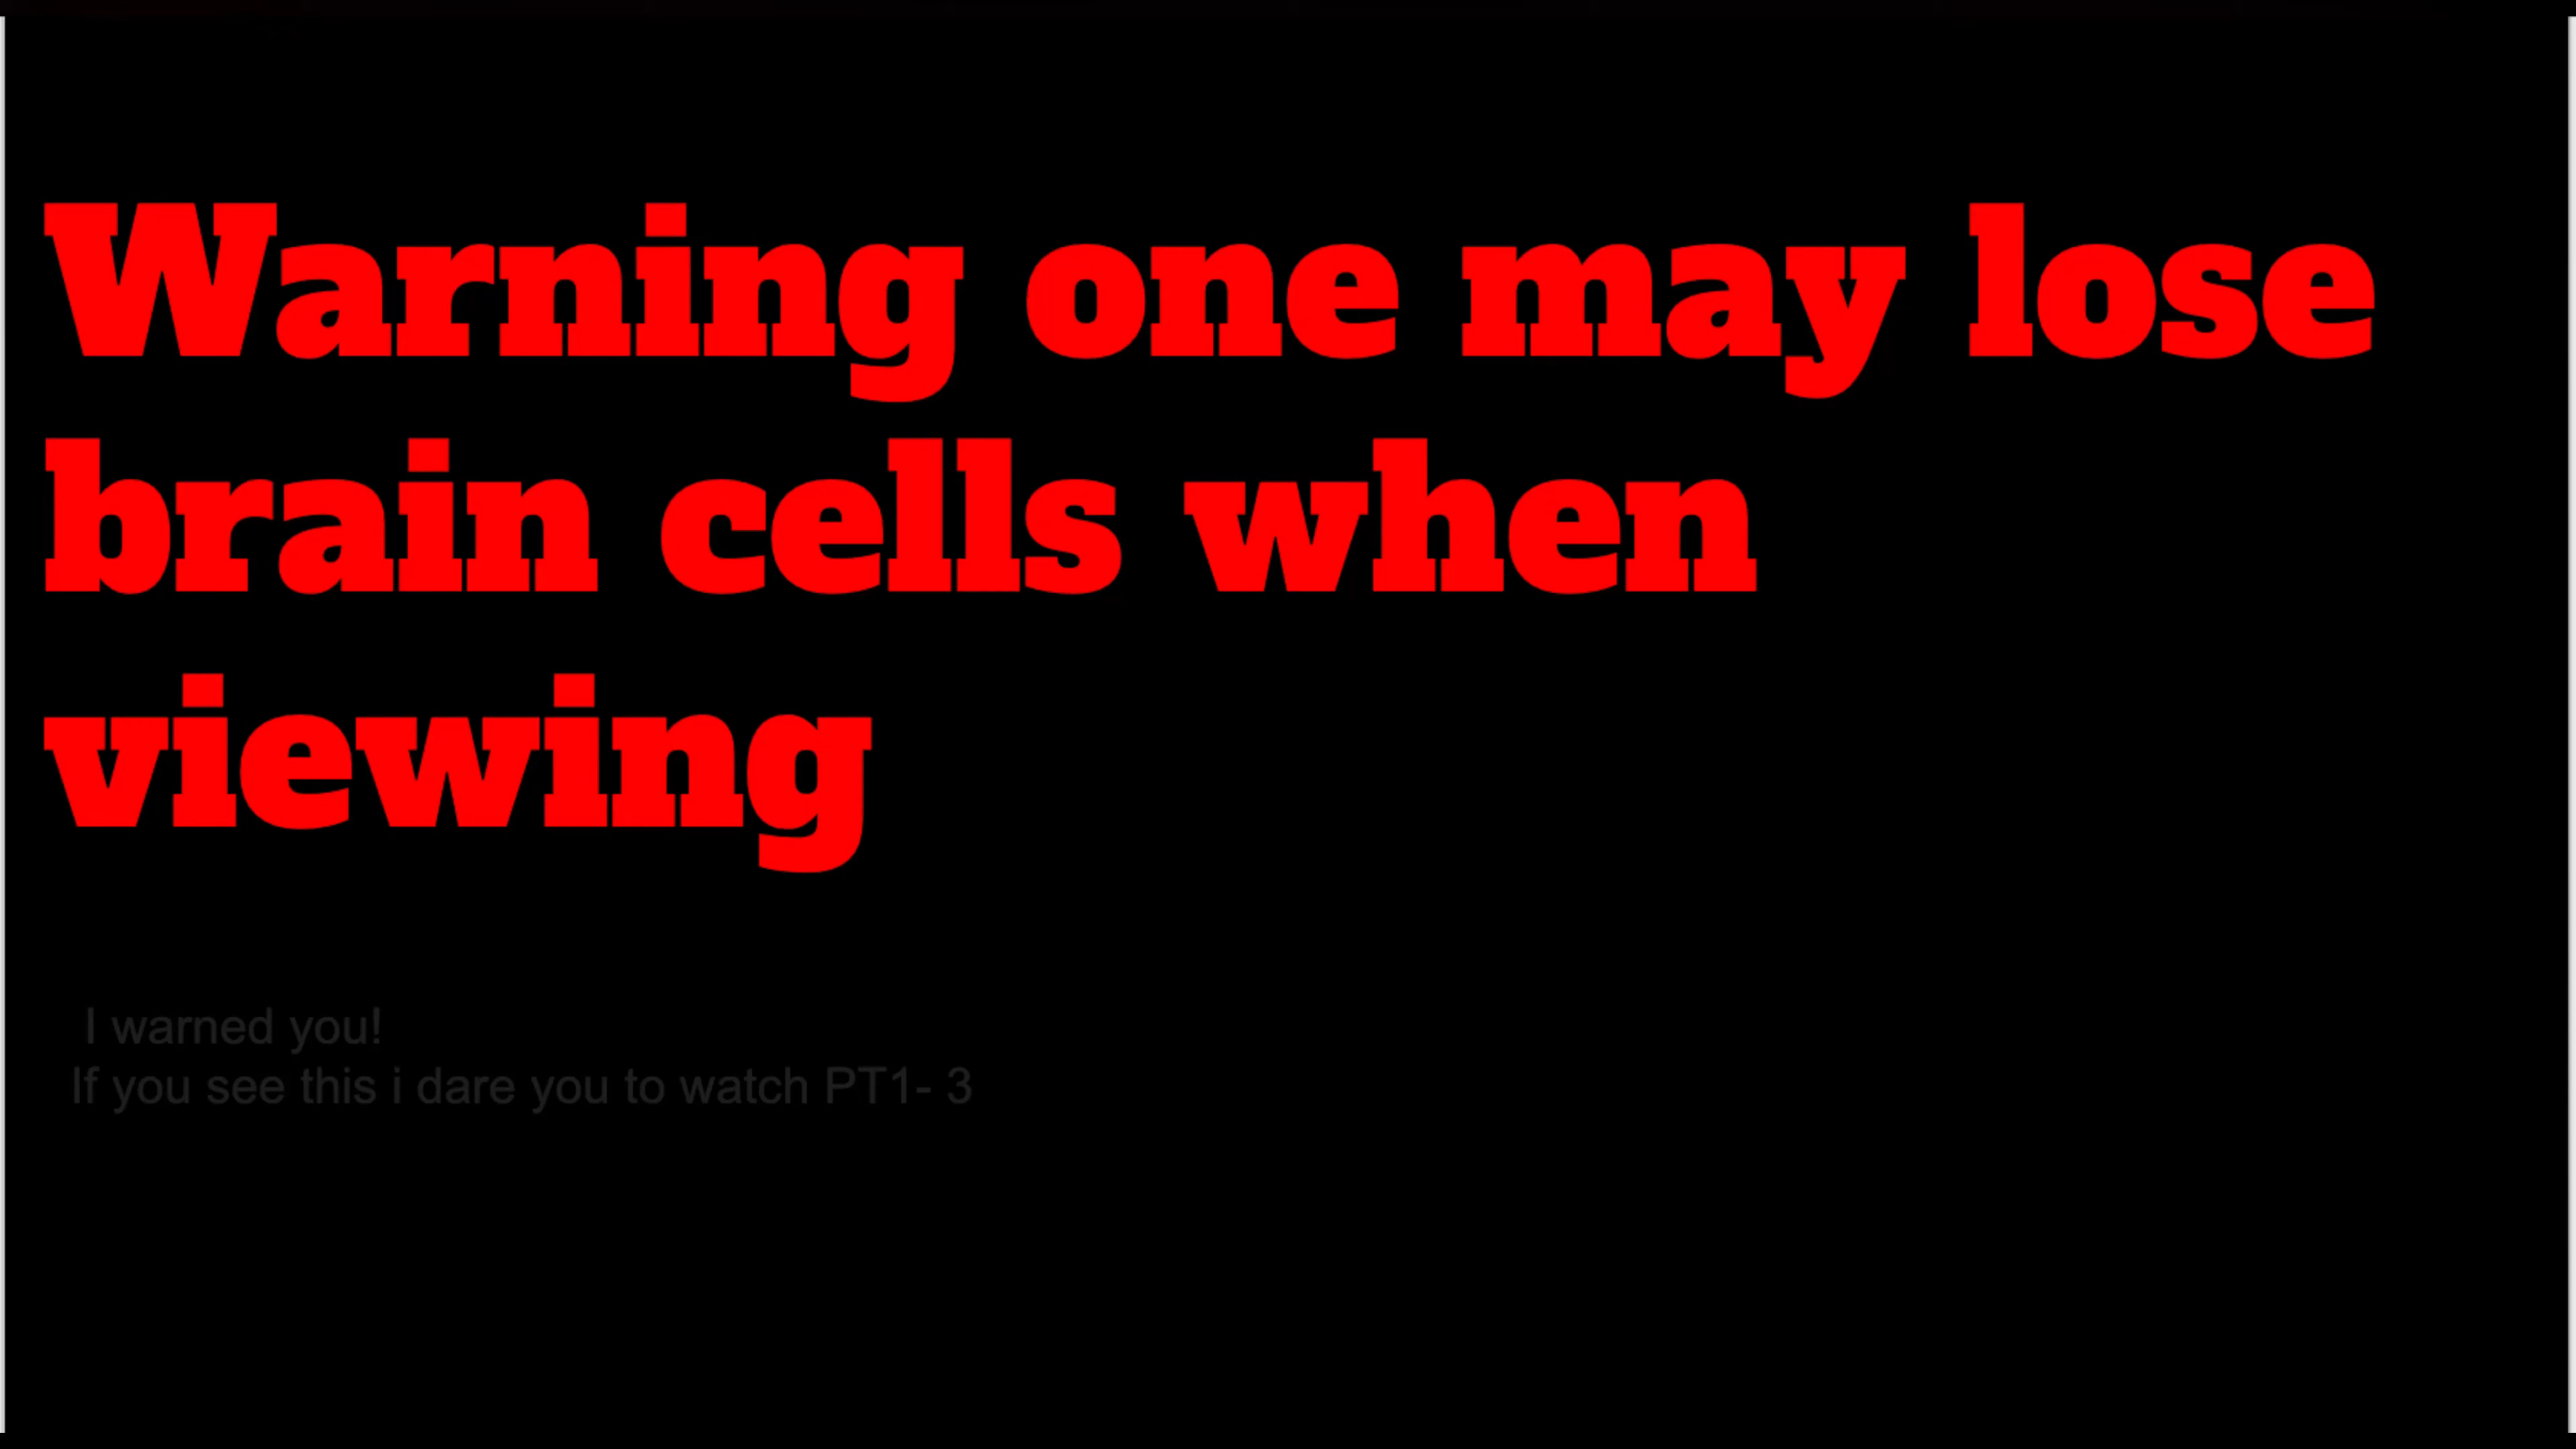 Warning one may lose
brain cells when
viewing
I warned you!
If you see this i dare you to watch PT1- 3